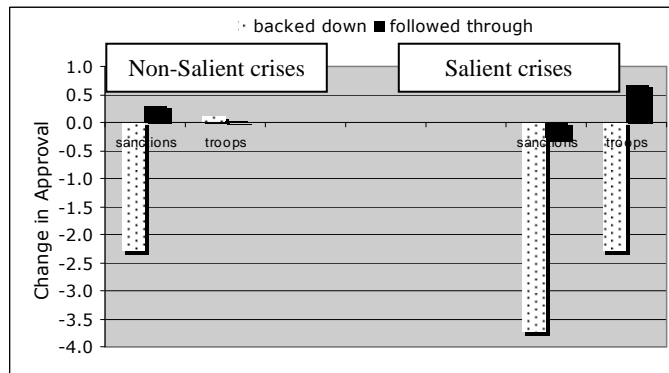 backed down followed through
Non-Salient crises Salient crises
1.0
0.5
0.0
-0.5
-1.0
-1.5
-2.0
-2.5
-3.0
-3.5
-4.0
Change in Approval
sanctions troops sanctions troops